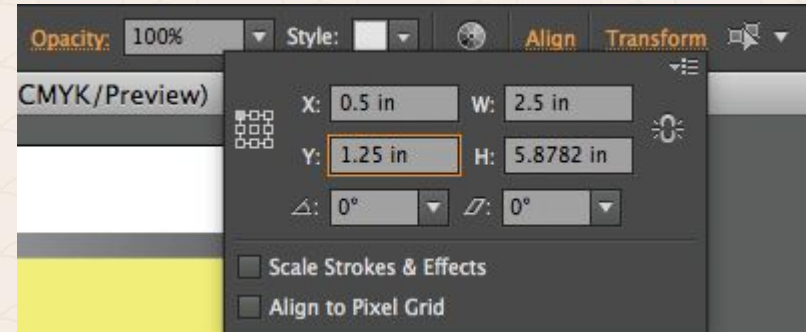 Opacity: 100% Style: Align Transform
CMYK/Preview)
X: 0.5 in W: 2.5 in
Y: 1.25 in H: 5.8782 in
0° 0°
Scale Strokes & Effects
Align to Pixel Grid